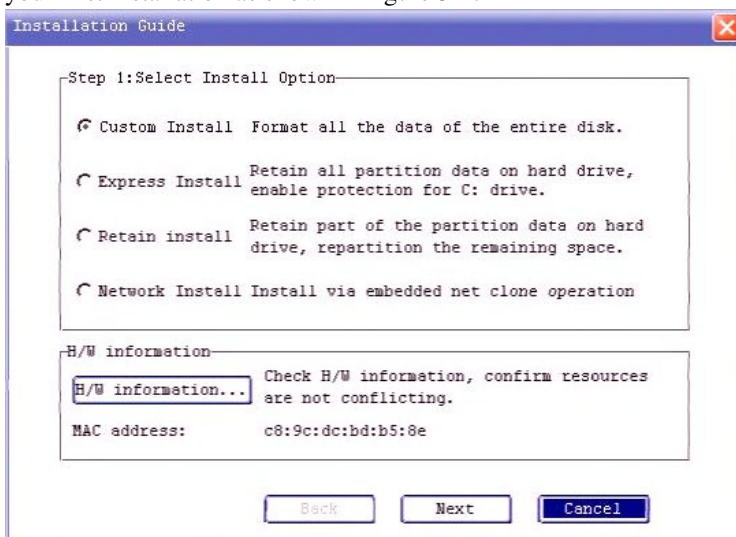 Installation Guide
Step 1:Select Install Option
Custom Install Format all the data of the entire disk.
Express Install Retain all partition data on hard drive,
enable protection for C: drive.
Retain install Retain part of the partition data on hard
drive, repartition the remaining space.
Network Install Install via embedded net clone operation
H/W information
H/W information... Check H/W information, confirm resources
are not conflicting.
MAC address: c8:9c:dc:bd:b5:8e
Back Next Cancel